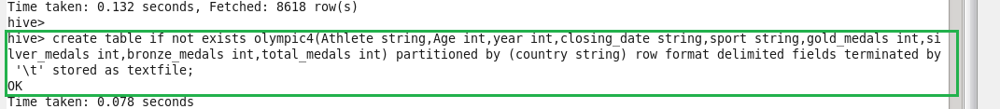 Time taken: 0.132 seconds, Fetched: 8618 row(s)
hive>
hive> create table if not exists olympic4(Athlete string,Age int,year int,closing_date string,sport string,gold_medals int,si
lver_medals int,bronze_medals int,total_medals int) partitioned by (country string) row format delimited fields terminated by
 '\t' stored as textfile;
OK
Time taken: 0.078 seconds